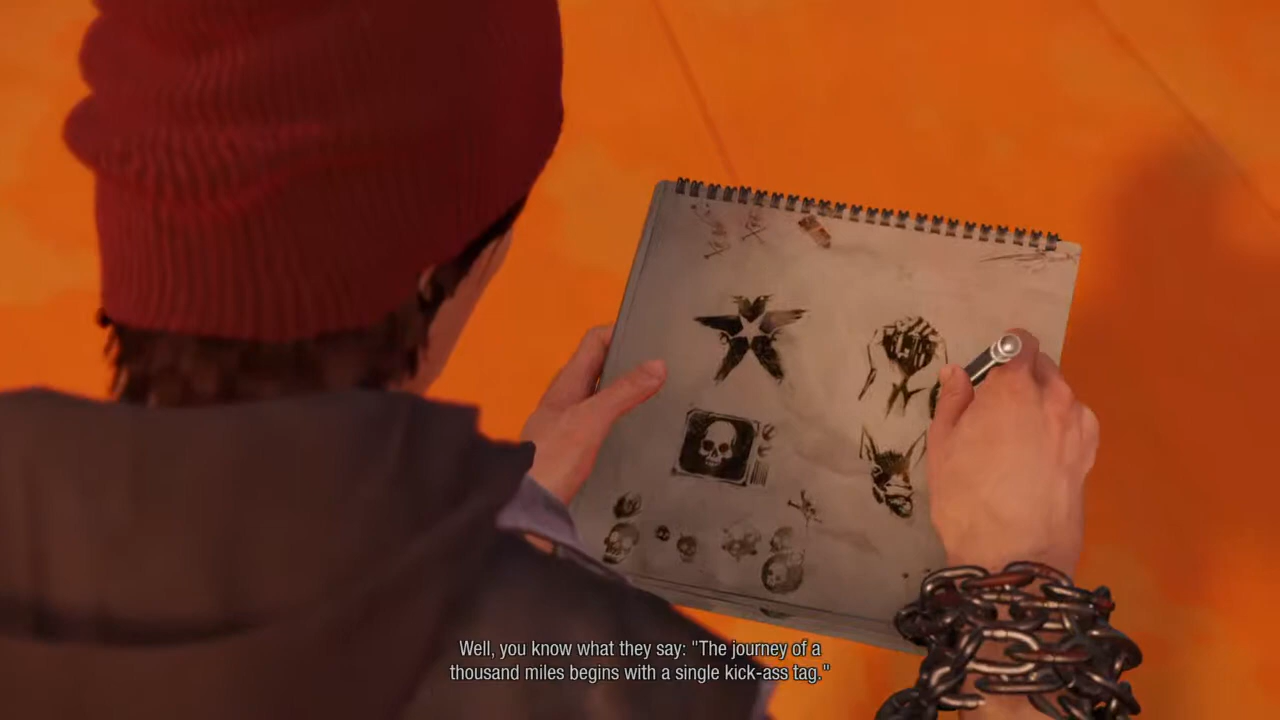 Well, you know what they say: "The journey of a
thousand miles begins with a single kick-ass tag."